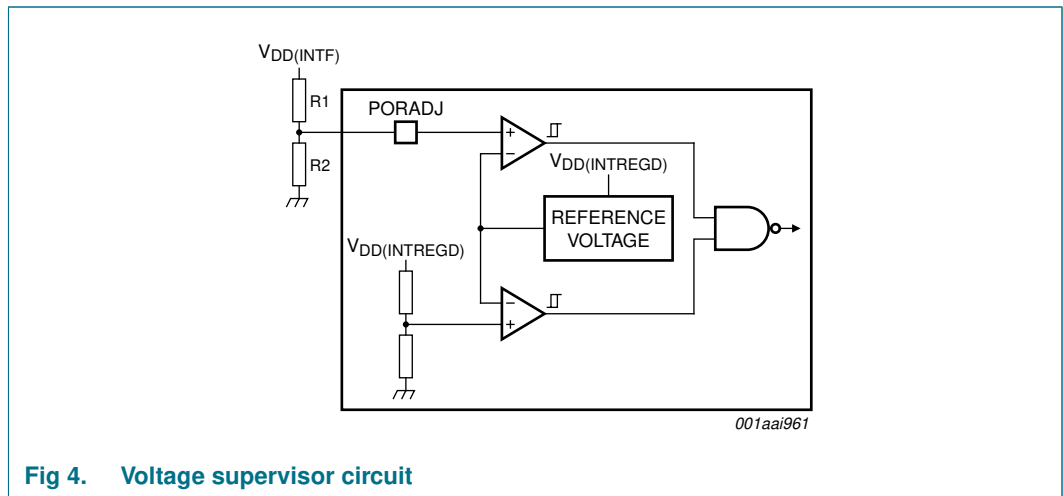 VDD(INTF)
R1
PORADJ
R2
+
−
VDD(INTREGD)
REFERENCE
VOLTAGE
VDD(INTREGD)
−
+
001aai961
Fig 4. Voltage supervisor circuit